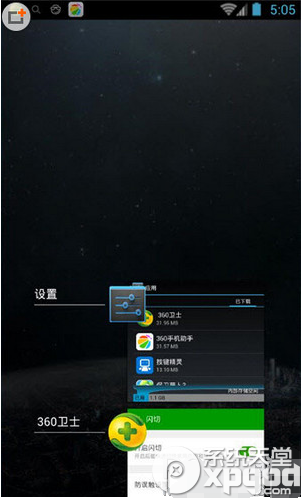 5:05
设置
应用
已下载
360卫士
31.96 MB
360手机助手
31.57 MB
按键精灵
13.10 MB
内部存储空间
1.1 GB
360卫士
闪切
开启闪切
防误触
系统天堂
xpgod